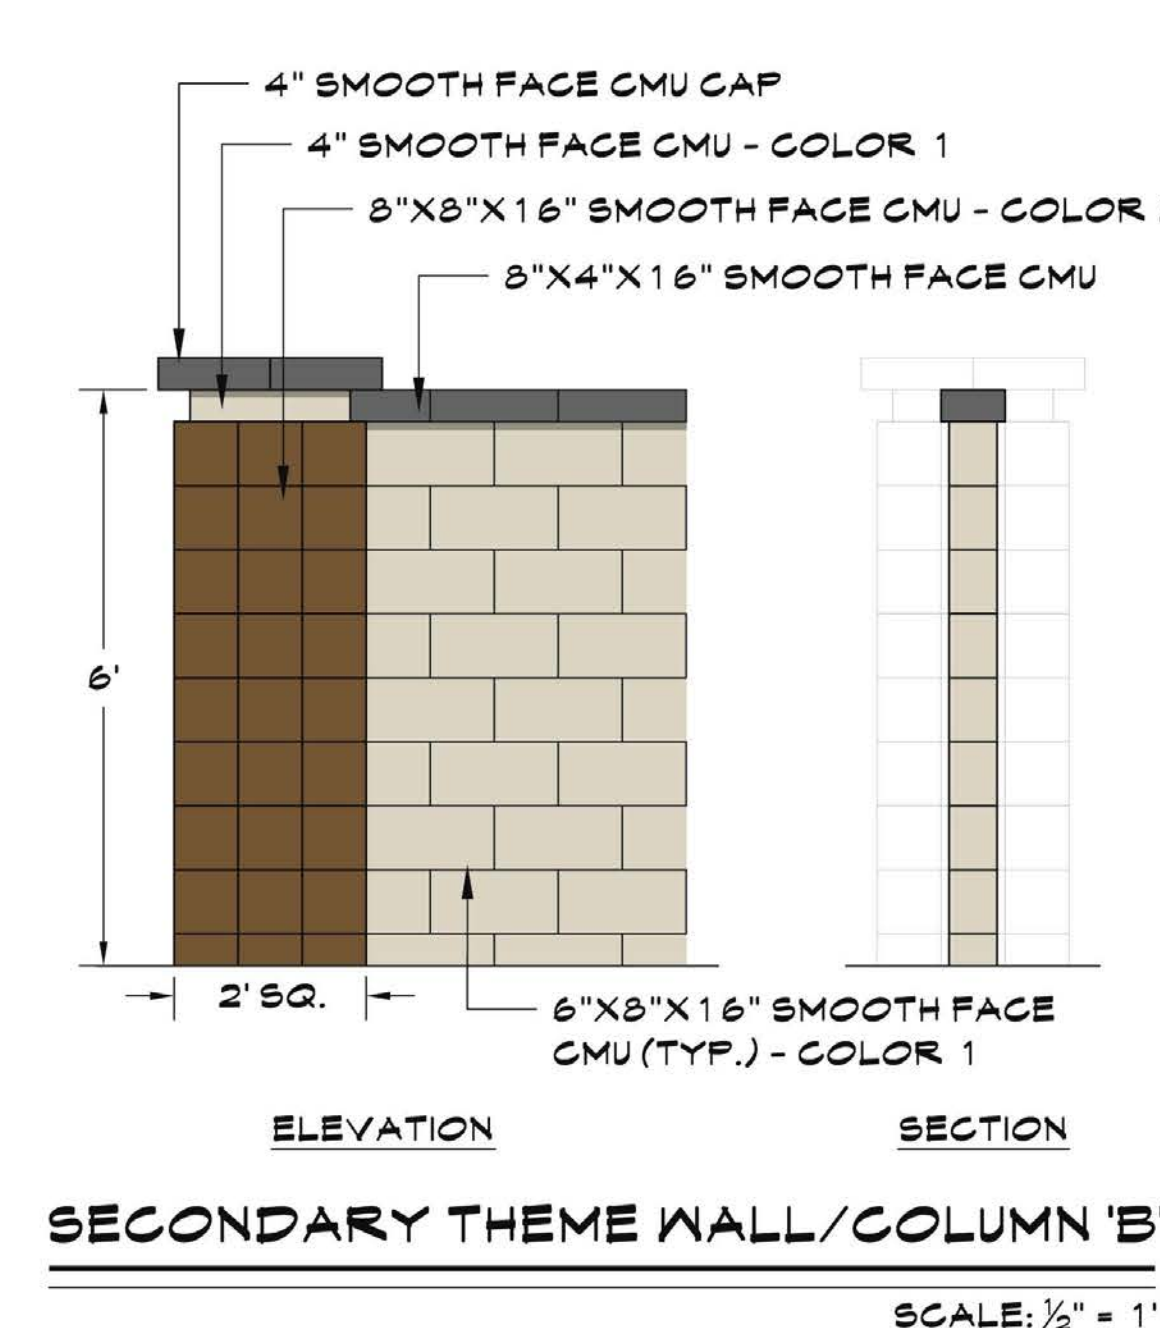 4" SMOOTH FACE CMU CAP
4" SMOOTH FACE CMU - COLOR 1
8"X8"X16" SMOOTH FACE CMU - COLOR
8"X4"X16" SMOOTH FACE CMU
6'
2' SQ.
6"X8"X16" SMOOTH FACE
CMU (TYP.) - COLOR 1
ELEVATION
SECTION
SECONDARY THEME WALL/COLUMN 'B'
SCALE: ½" = 1'